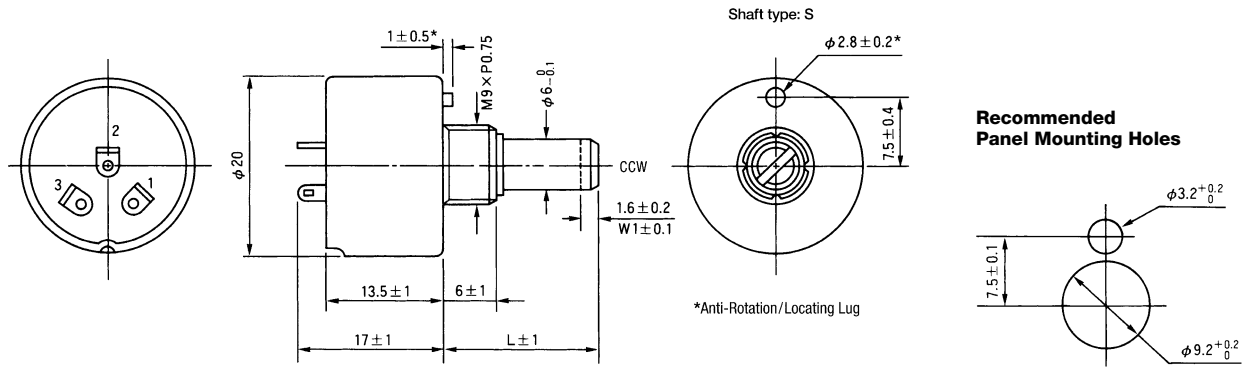 Shaft type: S
1±0.5*
M9×P0.75
φ6 0 -0.1
φ2.8±0.2*
Recommended
Panel Mounting Holes
2
3
1
φ20
CCW
7.5±0.4
1.6±0.2
W1±0.1
φ3.2 +0.2 0
7.5±0.1
13.5±1
6±1
*Anti-Rotation/Locating Lug
17±1
L±1
φ9.2 +0.2 0